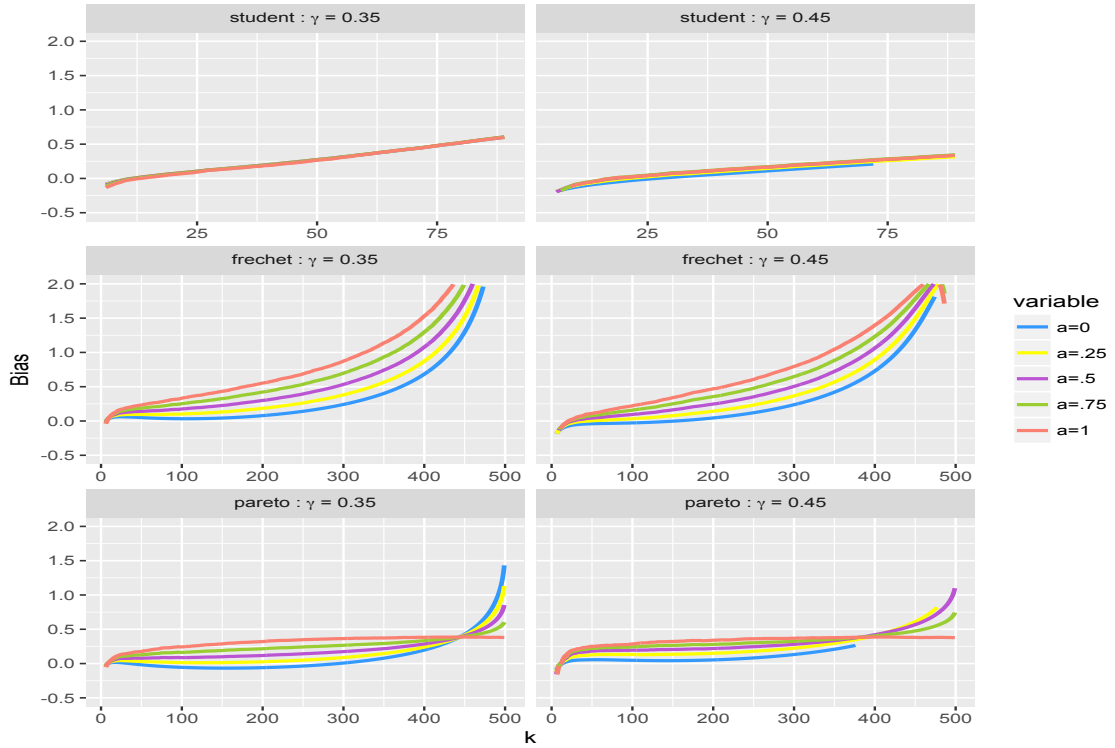 student : γ = 0.35
student : γ = 0.45
2.0
1.5
1.0
0.5
0.0
-0.5
25 50 75
25 50 75
frechet : γ = 0.35
frechet : γ = 0.45
2.0
1.5
1.0
0.5
0.0
-0.5
0 100 200 300 400 500
0 100 200 300 400 500
pareto : γ = 0.35
pareto : γ = 0.45
2.0
1.5
1.0
0.5
0.0
-0.5
0 100 200 300 400 500
0 100 200 300 400 500
Bias
k
variable
a=0
a=.25
a=.5
a=.75
a=1